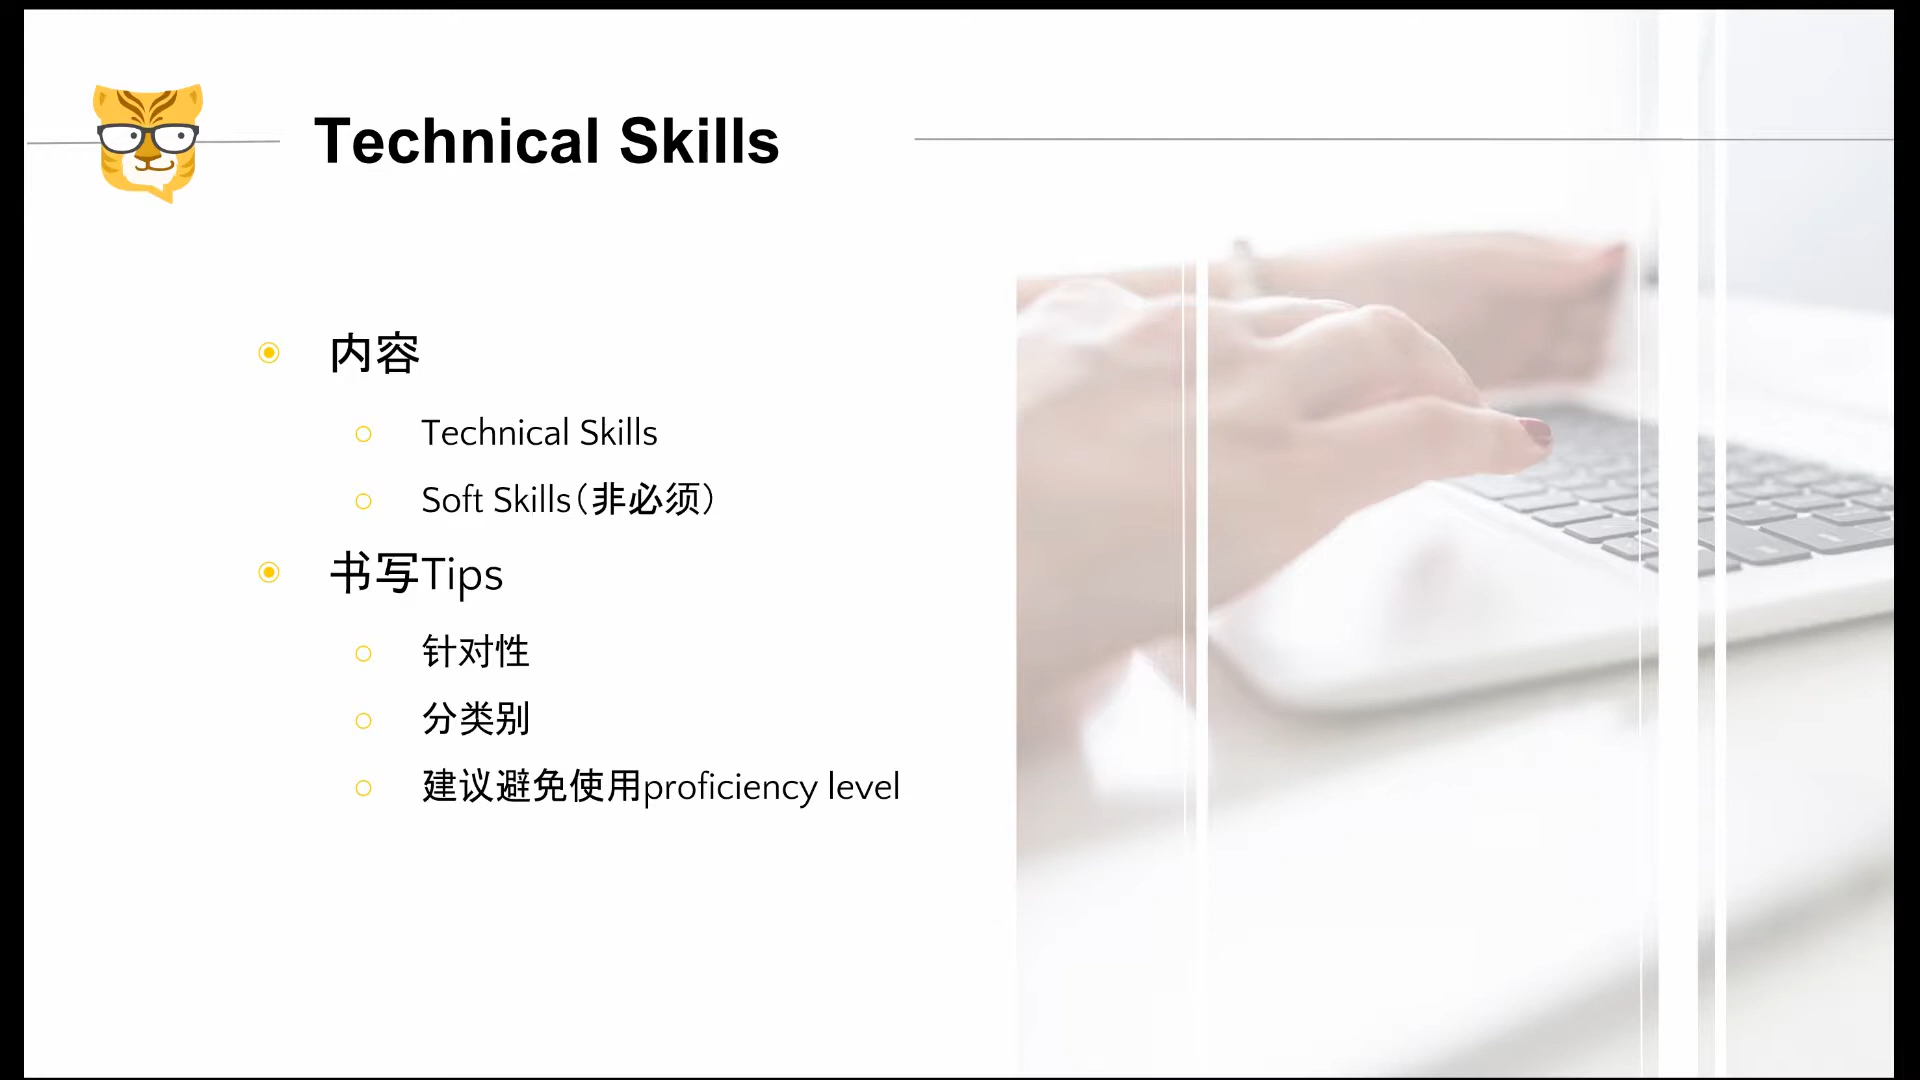 Technical Skills
内容
Technical Skills
Soft Skills（非必须）
书写Tips
针对性
分类别
建议避免使用proficiency level